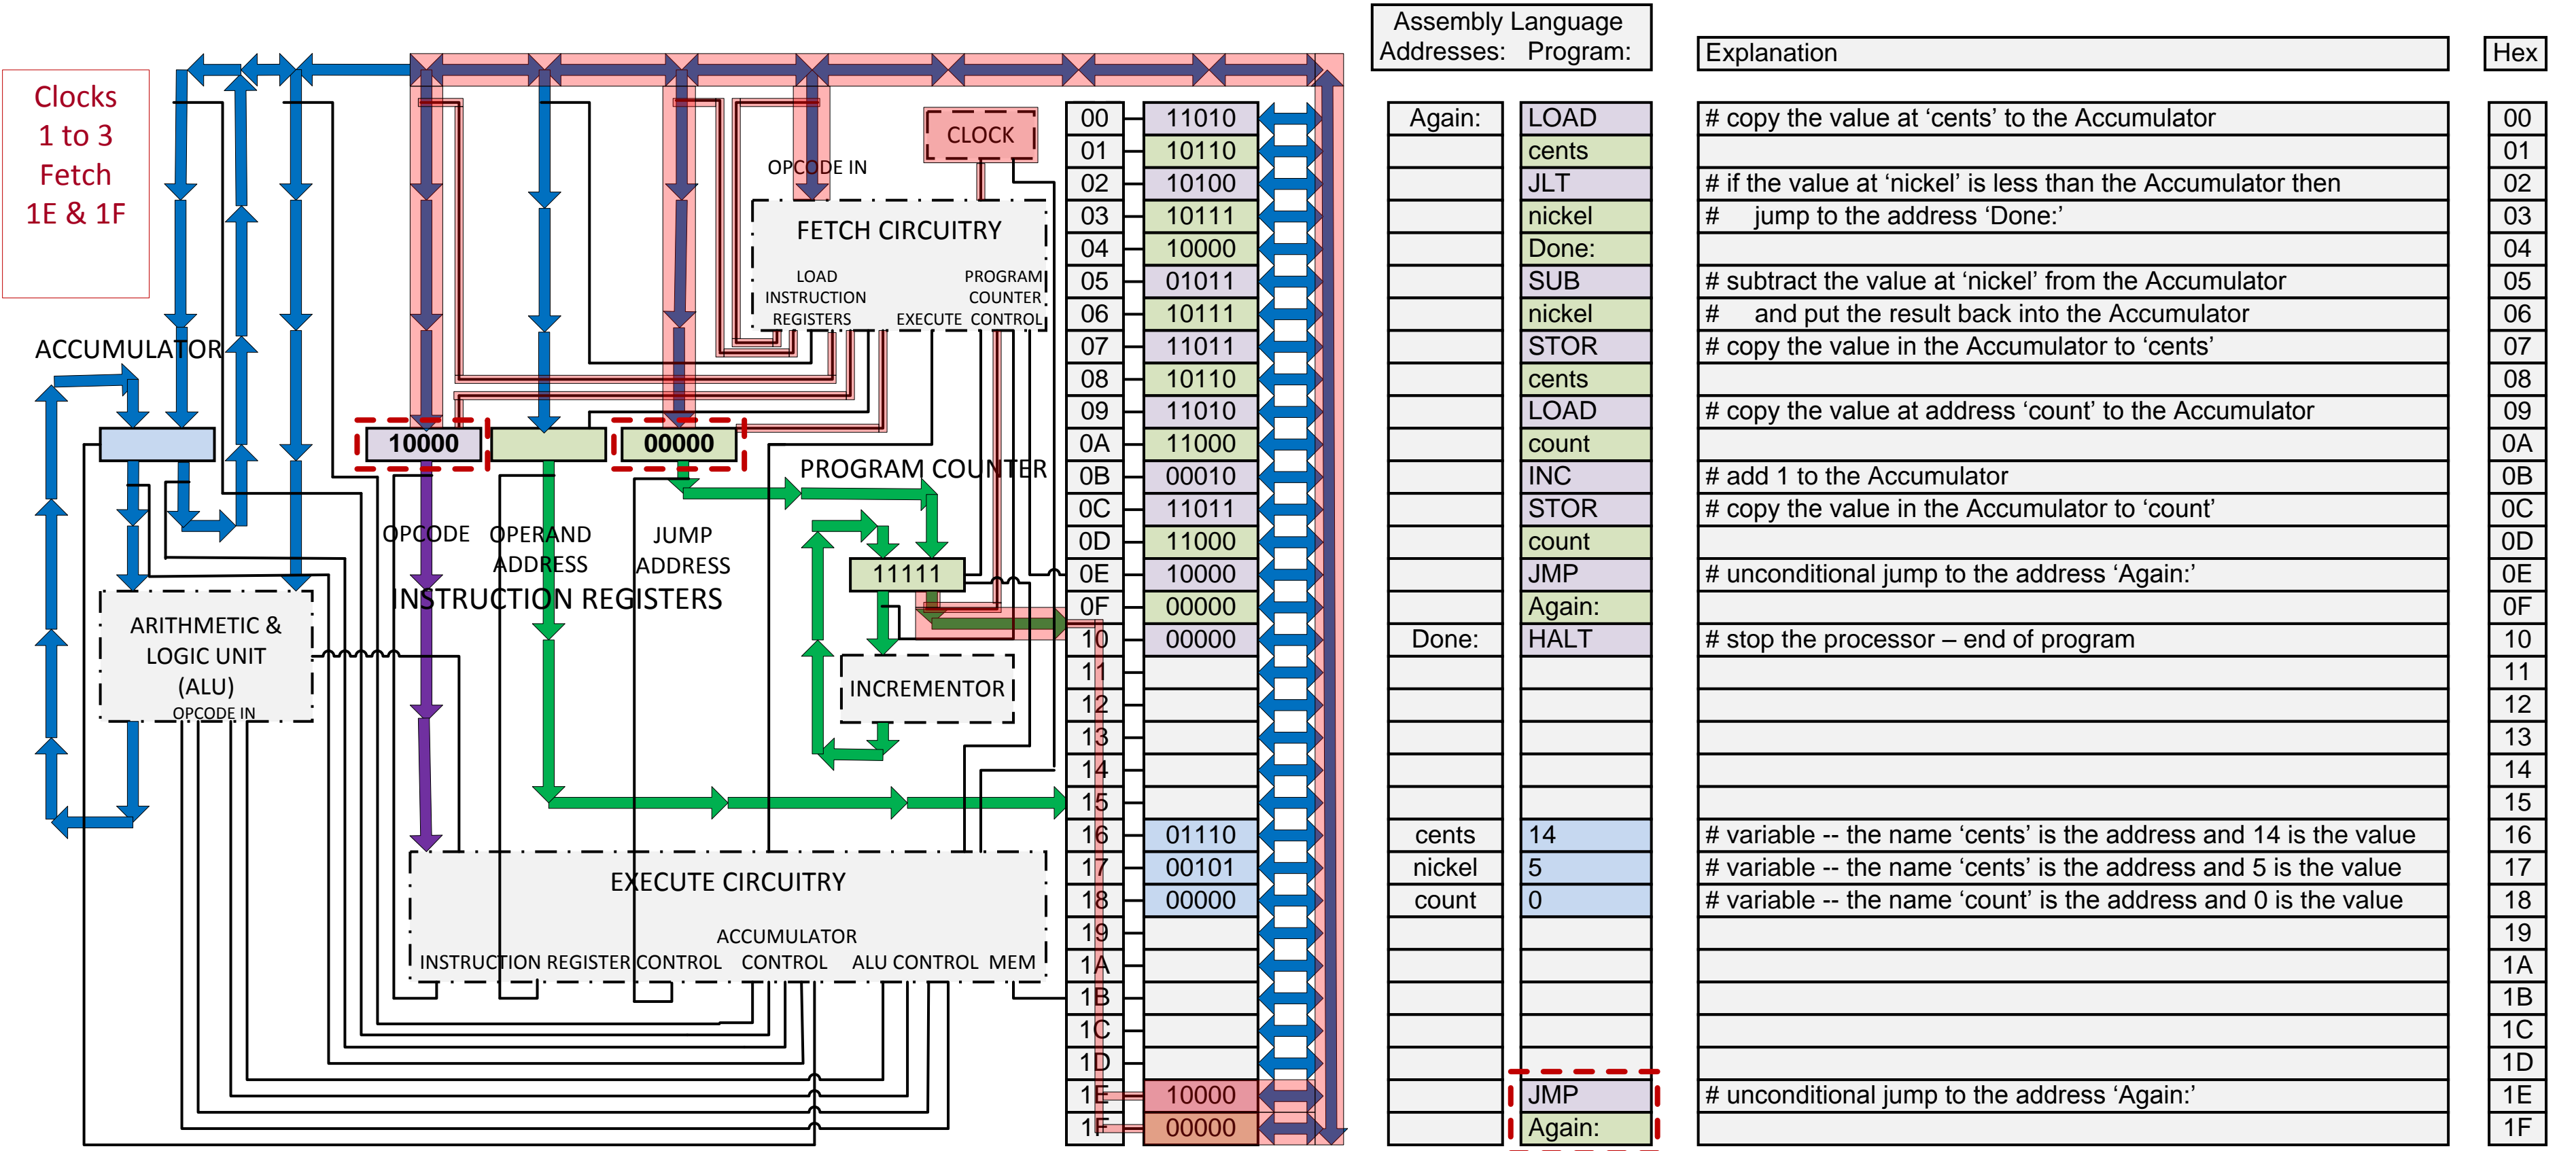 Assembly Language
Addresses: Program:
Explanation
Hex
Clocks
1 to 3
Fetch
1E & 1F
CLOCK
OPCODE IN
FETCH CIRCUITRY
LOAD
INSTRUCTION
REGISTERS
EXECUTE
PROGRAM
COUNTER
CONTROL
ACCUMULATOR
10000
00000
PROGRAM COUNTER
OPCODE
OPERAND
ADDRESS
JUMP
ADDRESS
INSTRUCTION REGISTERS
11111
INCREMENTOR
ARITHMETIC &
LOGIC UNIT
(ALU)
OPCODE IN
EXECUTE CIRCUITRY
INSTRUCTION REGISTER CONTROL
ACCUMULATOR
CONTROL
ALU CONTROL
MEM
00 11010 Again: LOAD # copy the value at ‘cents’ to the Accumulator 00
01 10110 cents 01
02 10100 JLT # if the value at ‘nickel’ is less than the Accumulator then 02
03 10111 nickel # jump to the address ‘Done:’ 03
04 10000 Done: 04
05 01011 SUB # subtract the value at ‘nickel’ from the Accumulator 05
06 10111 nickel # and put the result back into the Accumulator 06
07 11011 STOR # copy the value in the Accumulator to ‘cents’ 07
08 10110 cents 08
09 11010 LOAD # copy the value at address ‘count’ to the Accumulator 09
0A 11000 count 0A
0B 00010 INC # add 1 to the Accumulator 0B
0C 11011 STOR # copy the value in the Accumulator to ‘count’ 0C
0D 11000 count 0D
0E 10000 JMP # unconditional jump to the address ‘Again:’ 0E
0F 00000 Again: 0F
10 00000 Done: HALT # stop the processor – end of program 10
11 11
12 12
13 13
14 14
15 15
16 01110 cents 14 # variable -- the name ‘cents’ is the address and 14 is the value 16
17 00101 nickel 5 # variable -- the name ‘cents’ is the address and 5 is the value 17
18 00000 count 0 # variable -- the name ‘count’ is the address and 0 is the value 18
19 19
1A 1A
1B 1B
1C 1C
1D 1D
1E 10000 JMP # unconditional jump to the address ‘Again:’ 1E
1F 00000 Again: 1F